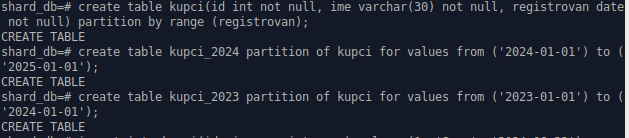 shard_db=# create table kupci(id int not null, ime varchar(30) not null, registrovan date
 not null) partition by range (registrovan);
CREATE TABLE
shard_db=# create table kupci_2024 partition of kupci for values from ('2024-01-01') to (
'2025-01-01');
CREATE TABLE
shard_db=# create table kupci_2023 partition of kupci for values from ('2023-01-01') to (
'2024-01-01');
CREATE TABLE